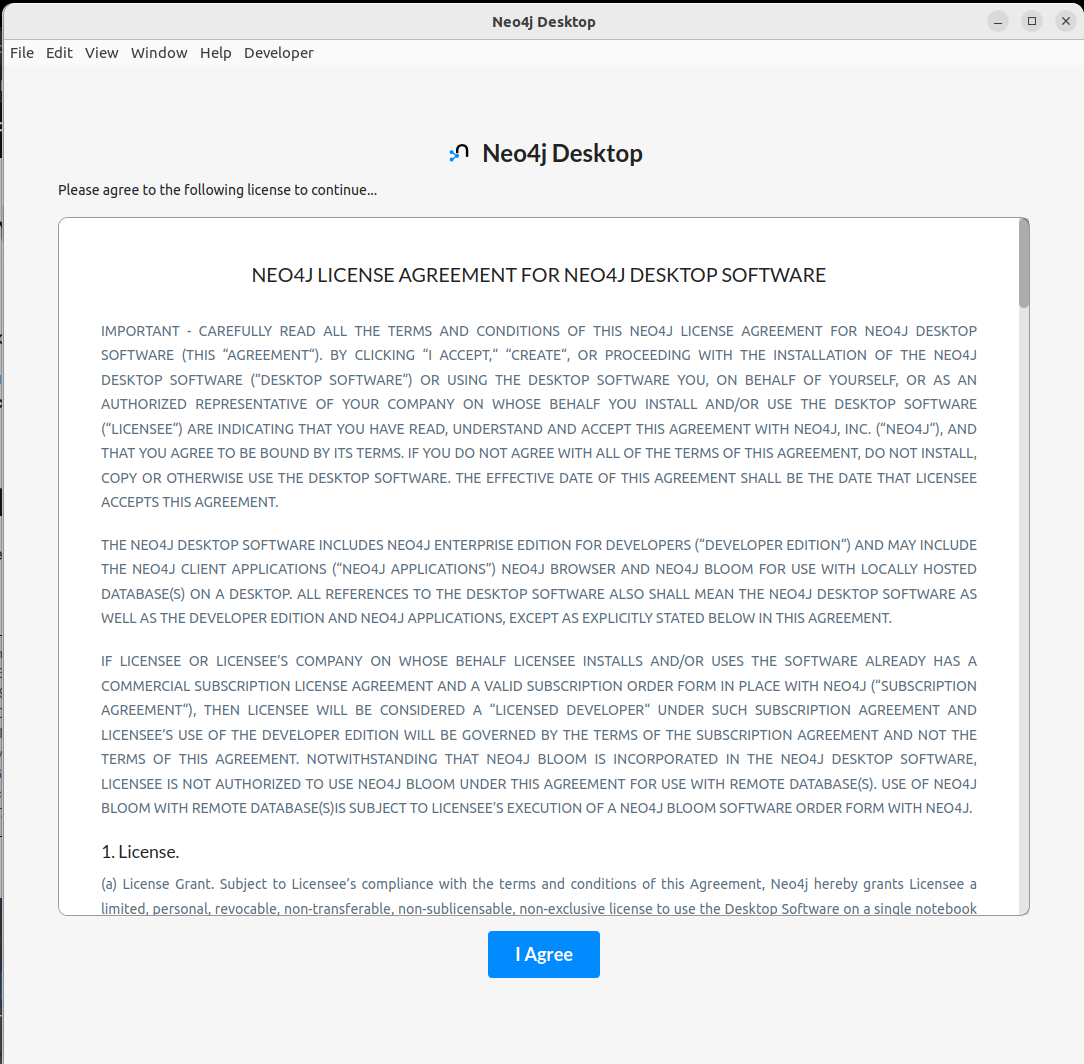 Neo4j Desktop
File Edit View Window Help Developer
Neo4j Desktop
Please agree to the following license to continue...
NEO4J LICENSE AGREEMENT FOR NEO4J DESKTOP SOFTWARE
IMPORTANT - CAREFULLY READ ALL THE TERMS AND CONDITIONS OF THIS NEO4J LICENSE AGREEMENT FOR NEO4J DESKTOP
SOFTWARE (THIS “AGREEMENT“). BY CLICKING “I ACCEPT,“ “CREATE“, OR PROCEEDING WITH THE INSTALLATION OF THE NEO4J
DESKTOP SOFTWARE (“DESKTOP SOFTWARE“) OR USING THE DESKTOP SOFTWARE YOU, ON BEHALF OF YOURSELF, OR AS AN
AUTHORIZED REPRESENTATIVE OF YOUR COMPANY ON WHOSE BEHALF YOU INSTALL AND/OR USE THE DESKTOP SOFTWARE
(“LICENSEE“) ARE INDICATING THAT YOU HAVE READ, UNDERSTAND AND ACCEPT THIS AGREEMENT WITH NEO4J, INC. (“NEO4J“), AND
THAT YOU AGREE TO BE BOUND BY ITS TERMS. IF YOU DO NOT AGREE WITH ALL OF THE TERMS OF THIS AGREEMENT, DO NOT INSTALL,
COPY OR OTHERWISE USE THE DESKTOP SOFTWARE. THE EFFECTIVE DATE OF THIS AGREEMENT SHALL BE THE DATE THAT LICENSEE
ACCEPTS THIS AGREEMENT.
THE NEO4J DESKTOP SOFTWARE INCLUDES NEO4J ENTERPRISE EDITION FOR DEVELOPERS (“DEVELOPER EDITION“) AND MAY INCLUDE
THE NEO4J CLIENT APPLICATIONS (“NEO4J APPLICATIONS”) NEO4J BROWSER AND NEO4J BLOOM FOR USE WITH LOCALLY HOSTED
DATABASE(S) ON A DESKTOP. ALL REFERENCES TO THE DESKTOP SOFTWARE ALSO SHALL MEAN THE NEO4J DESKTOP SOFTWARE AS
WELL AS THE DEVELOPER EDITION AND NEO4J APPLICATIONS, EXCEPT AS EXPLICITLY STATED BELOW IN THIS AGREEMENT.
IF LICENSEE OR LICENSEE’S COMPANY ON WHOSE BEHALF LICENSEE INSTALLS AND/OR USES THE SOFTWARE ALREADY HAS A
COMMERCIAL SUBSCRIPTION LICENSE AGREEMENT AND A VALID SUBSCRIPTION ORDER FORM IN PLACE WITH NEO4J (“SUBSCRIPTION
AGREEMENT“), THEN LICENSEE WILL BE CONSIDERED A “LICENSED DEVELOPER“ UNDER SUCH SUBSCRIPTION AGREEMENT AND
LICENSEE’S USE OF THE DEVELOPER EDITION WILL BE GOVERNED BY THE TERMS OF THE SUBSCRIPTION AGREEMENT AND NOT THE
TERMS OF THIS AGREEMENT. NOTWITHSTANDING THAT NEO4J BLOOM IS INCORPORATED IN THE NEO4J DESKTOP SOFTWARE,
LICENSEE IS NOT AUTHORIZED TO USE NEO4J BLOOM UNDER THIS AGREEMENT FOR USE WITH REMOTE DATABASE(S). USE OF NEO4J
BLOOM WITH REMOTE DATABASE(S)IS SUBJECT TO LICENSEE’S EXECUTION OF A NEO4J BLOOM SOFTWARE ORDER FORM WITH NEO4J.
1. License.
(a) License Grant. Subject to Licensee’s compliance with the terms and conditions of this Agreement, Neo4j hereby grants Licensee a
limited, personal, revocable, non-transferable, non-sublicensable, non-exclusive license to use the Desktop Software on a single notebook
I Agree